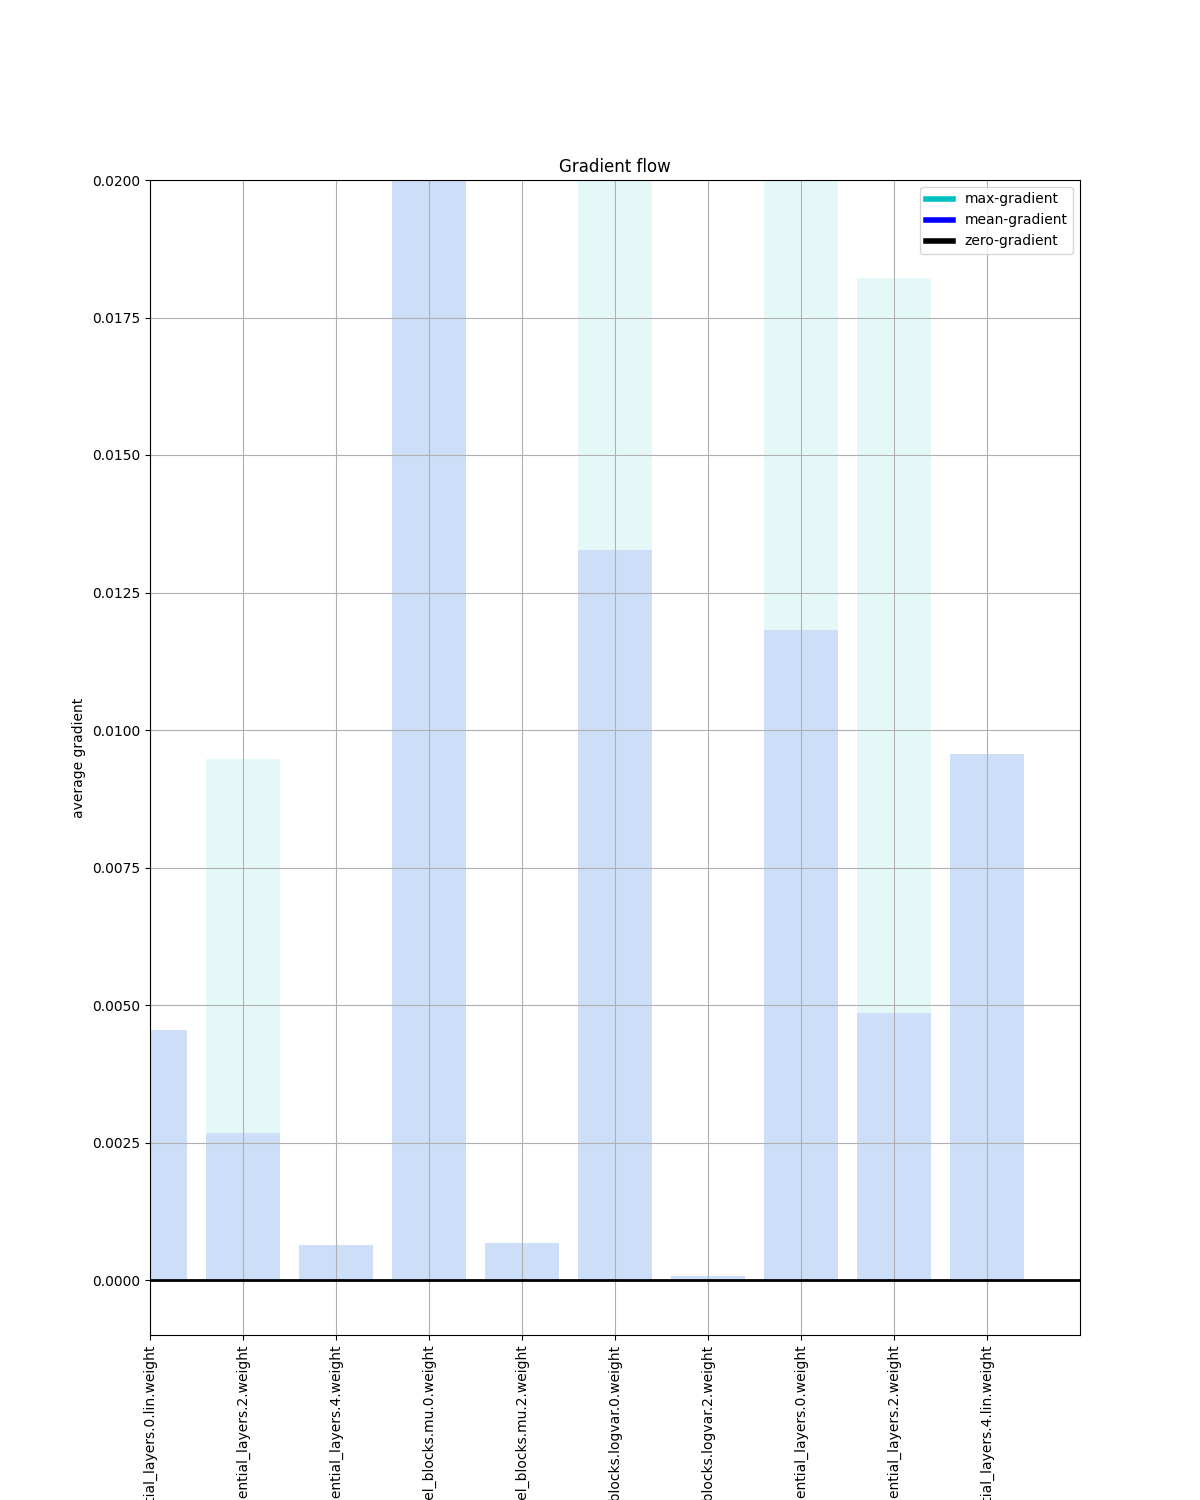 Gradient flow
max-gradient
mean-gradient
zero-gradient
average gradient
0.0200
0.0175
0.0150
0.0125
0.0100
0.0075
0.0050
0.0025
0.0000
tial_layers.0.lin.weight
ential_layers.2.weight
ential_layers.4.weight
el_blocks.mu.0.weight
el_blocks.mu.2.weight
blocks.logvar.0.weight
blocks.logvar.2.weight
ential_layers.0.weight
ential_layers.2.weight
tial_layers.4.lin.weight